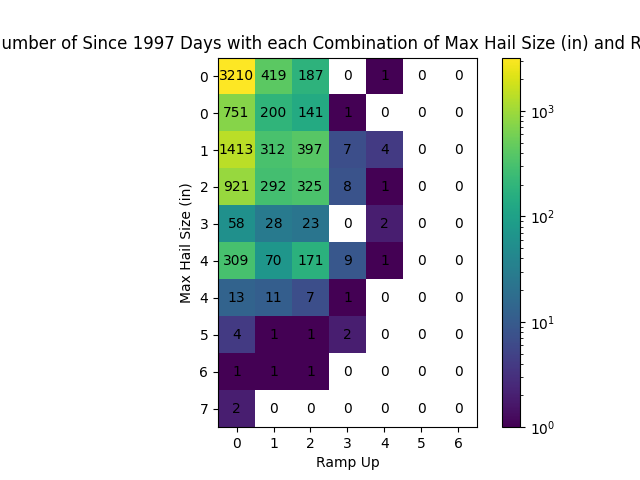 umber of Since 1997 Days with each Combination of Max Hail Size (in) and R
0 3210 419 187 0 1 0 0
0 751 200 141 1 0 0 0
1 1413 312 397 7 4 0 0
2 921 292 325 8 1 0 0
3 58 28 23 0 2 0 0
4 309 70 171 9 1 0 0
4 13 11 7 1 0 0 0
5 4 1 1 2 0 0 0
6 1 1 1 0 0 0 0
7 2 0 0 0 0 0 0
0 1 2 3 4 5 6
Ramp Up
Max Hail Size (in)
10³
10²
10¹
10⁰